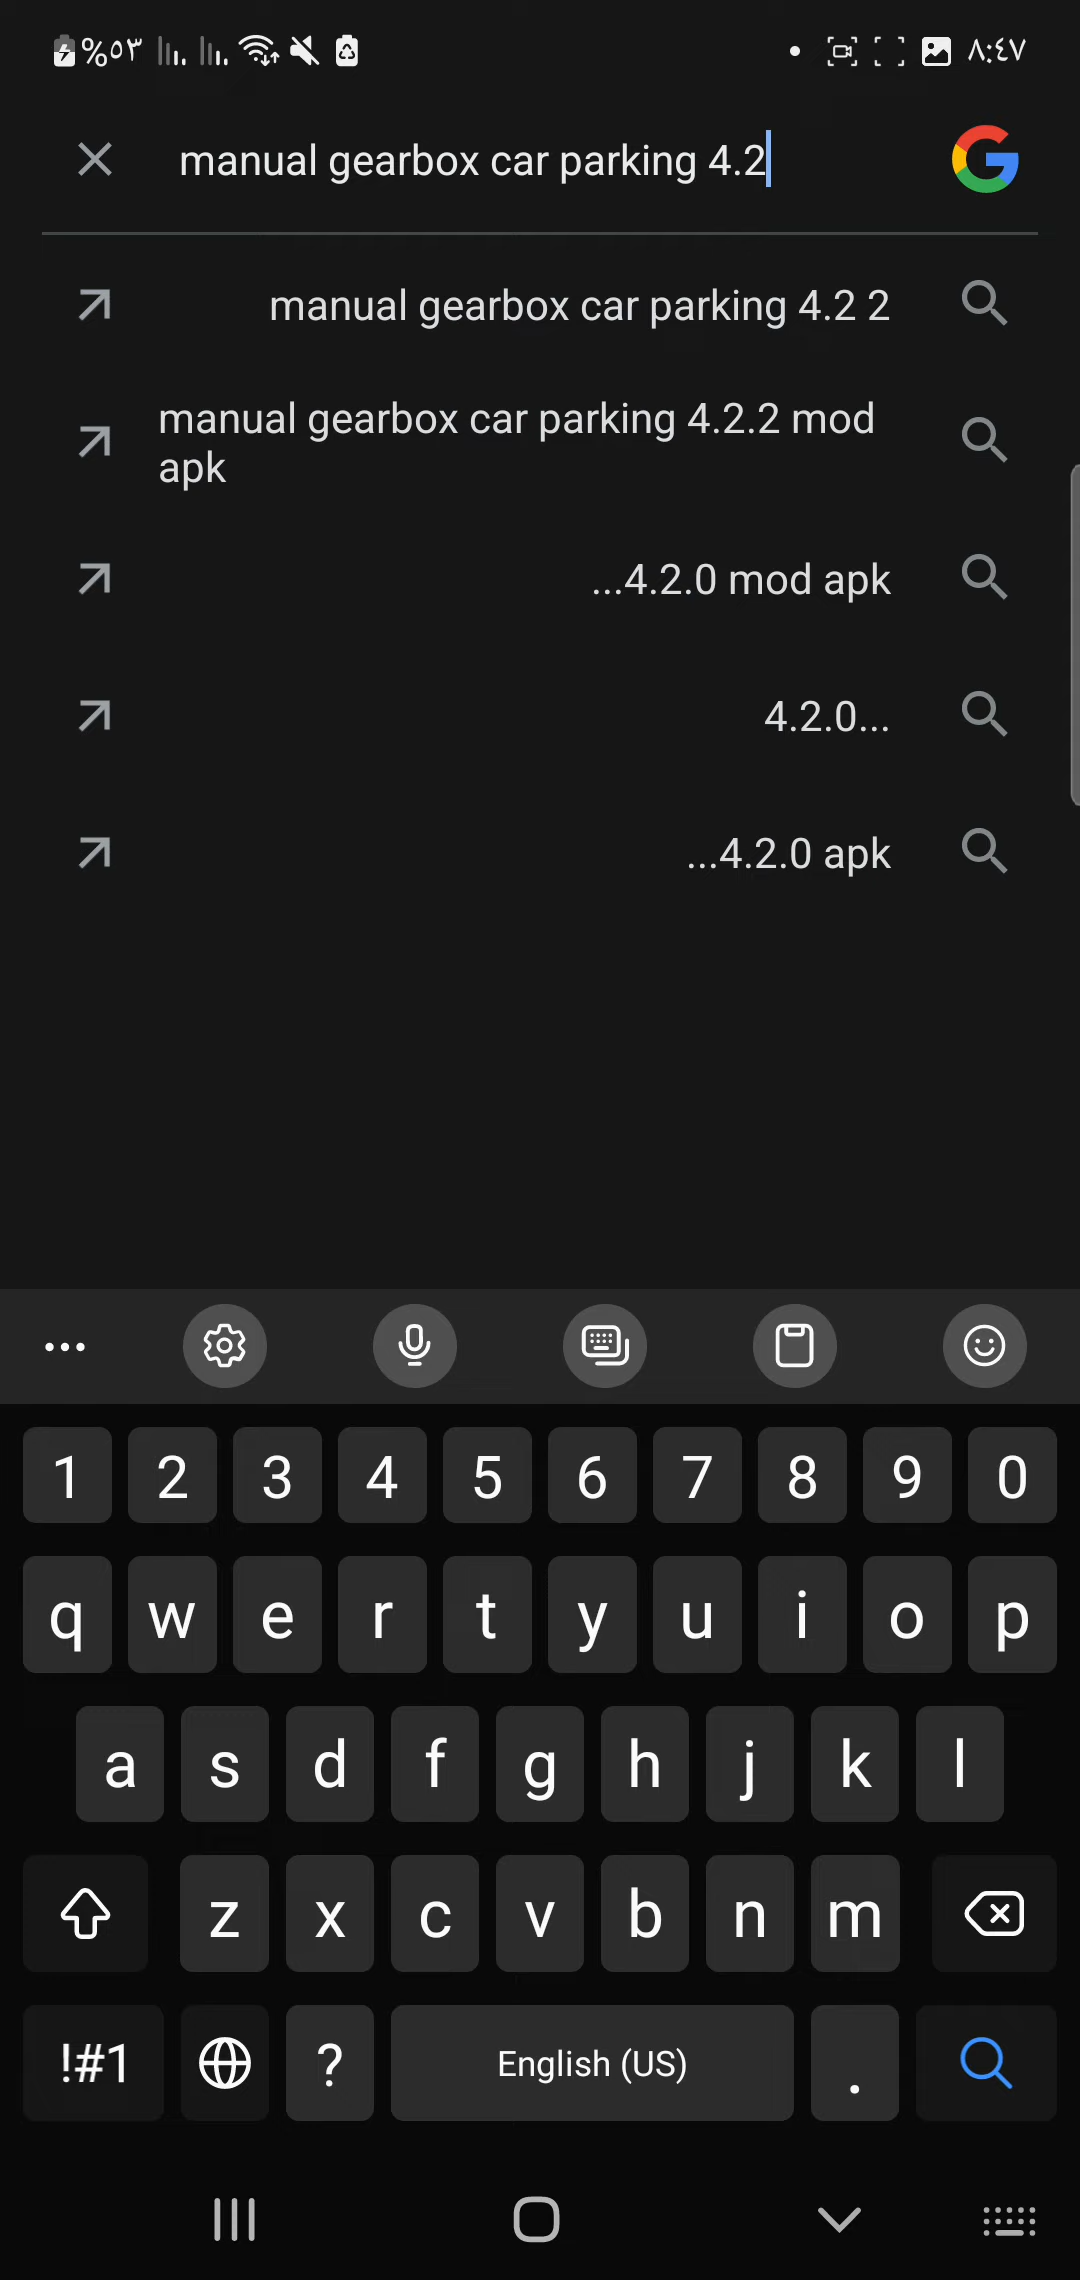 %٥٣ ٨:٤٧
manual gearbox car parking 4.2
manual gearbox car parking 4.2 2
manual gearbox car parking 4.2.2 mod
apk
...4.2.0 mod apk
4.2.0...
...4.2.0 apk
1 2 3 4 5 6 7 8 9 0
q w e r t y u i o p
a s d f g h j k l
z x c v b n m
!#1 ? English (US) .